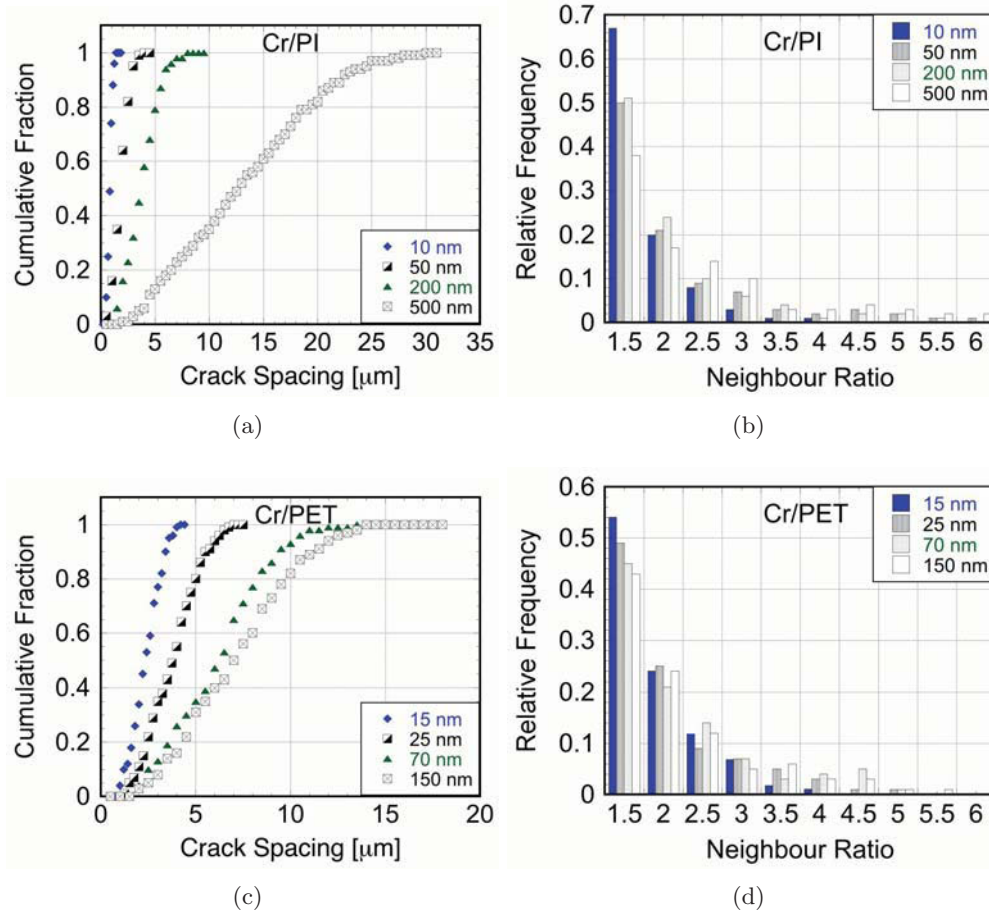 Cr/PI
1
0.8
0.6
0.4
0.2
0
Cumulative Fraction
10 nm
50 nm
200 nm
500 nm
0 5 10 15 20 25 30 35
Crack Spacing [μm]
(a)
Cr/PI
0.7
0.6
0.5
0.4
0.3
0.2
0.1
0
Relative Frequency
10 nm
50 nm
200 nm
500 nm
1.5 2 2.5 3 3.5 4 4.5 5 5.5 6
Neighbour Ratio
(b)
Cr/PET
1
0.8
0.6
0.4
0.2
0
Cumulative Fraction
15 nm
25 nm
70 nm
150 nm
0 5 10 15 20
Crack Spacing [μm]
(c)
Cr/PET
0.6
0.5
0.4
0.3
0.2
0.1
0
Relative Frequency
15 nm
25 nm
70 nm
150 nm
1.5 2 2.5 3 3.5 4 4.5 5 5.5 6
Neighbour Ratio
(d)